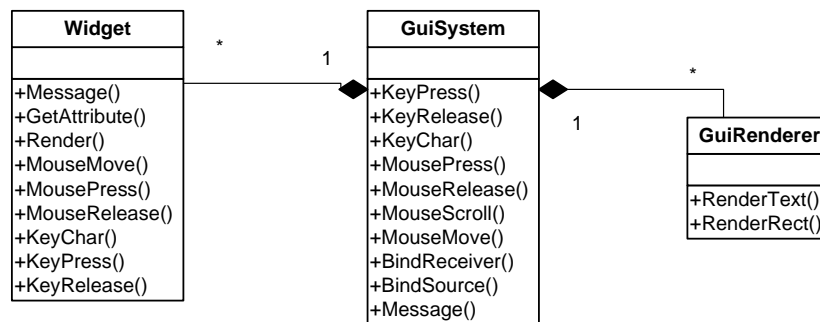 Widget
+Message()
+GetAttribute()
+Render()
+MouseMove()
+MousePress()
+MouseRelease()
+KeyChar()
+KeyPress()
+KeyRelease()
*
1
GuiSystem
+KeyPress()
+KeyRelease()
+KeyChar()
+MousePress()
+MouseRelease()
+MouseScroll()
+MouseMove()
+BindReceiver()
+BindSource()
+Message()
1
*
GuiRenderer
+RenderText()
+RenderRect()